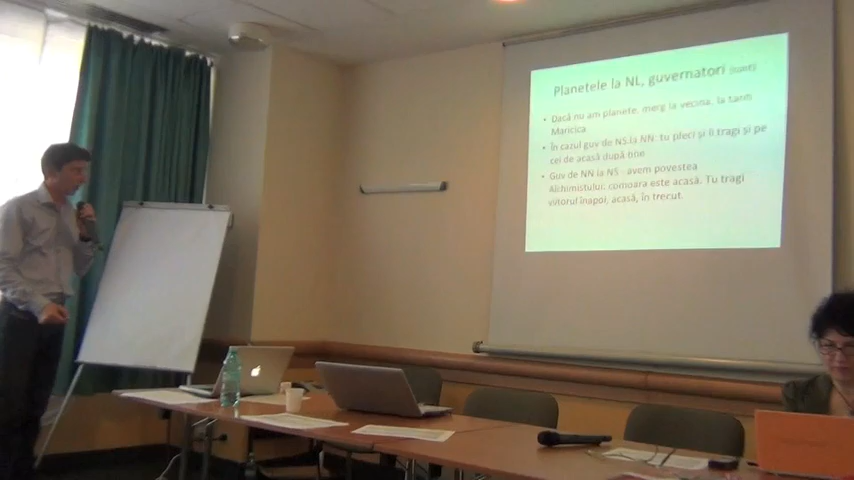 Planetele la NL, guvernatori (cont)
• Dacă nu am planete, merg la vecina, la tanti
Maricica
• În cazul guv de NS la NN: tu pleci și îi tragi și pe
cei de acasă după tine
• Guv de NN la NS - avem povestea
Alchimistului: comoara este acasă. Tu tragi
viitorul înapoi, acasă, în trecut.